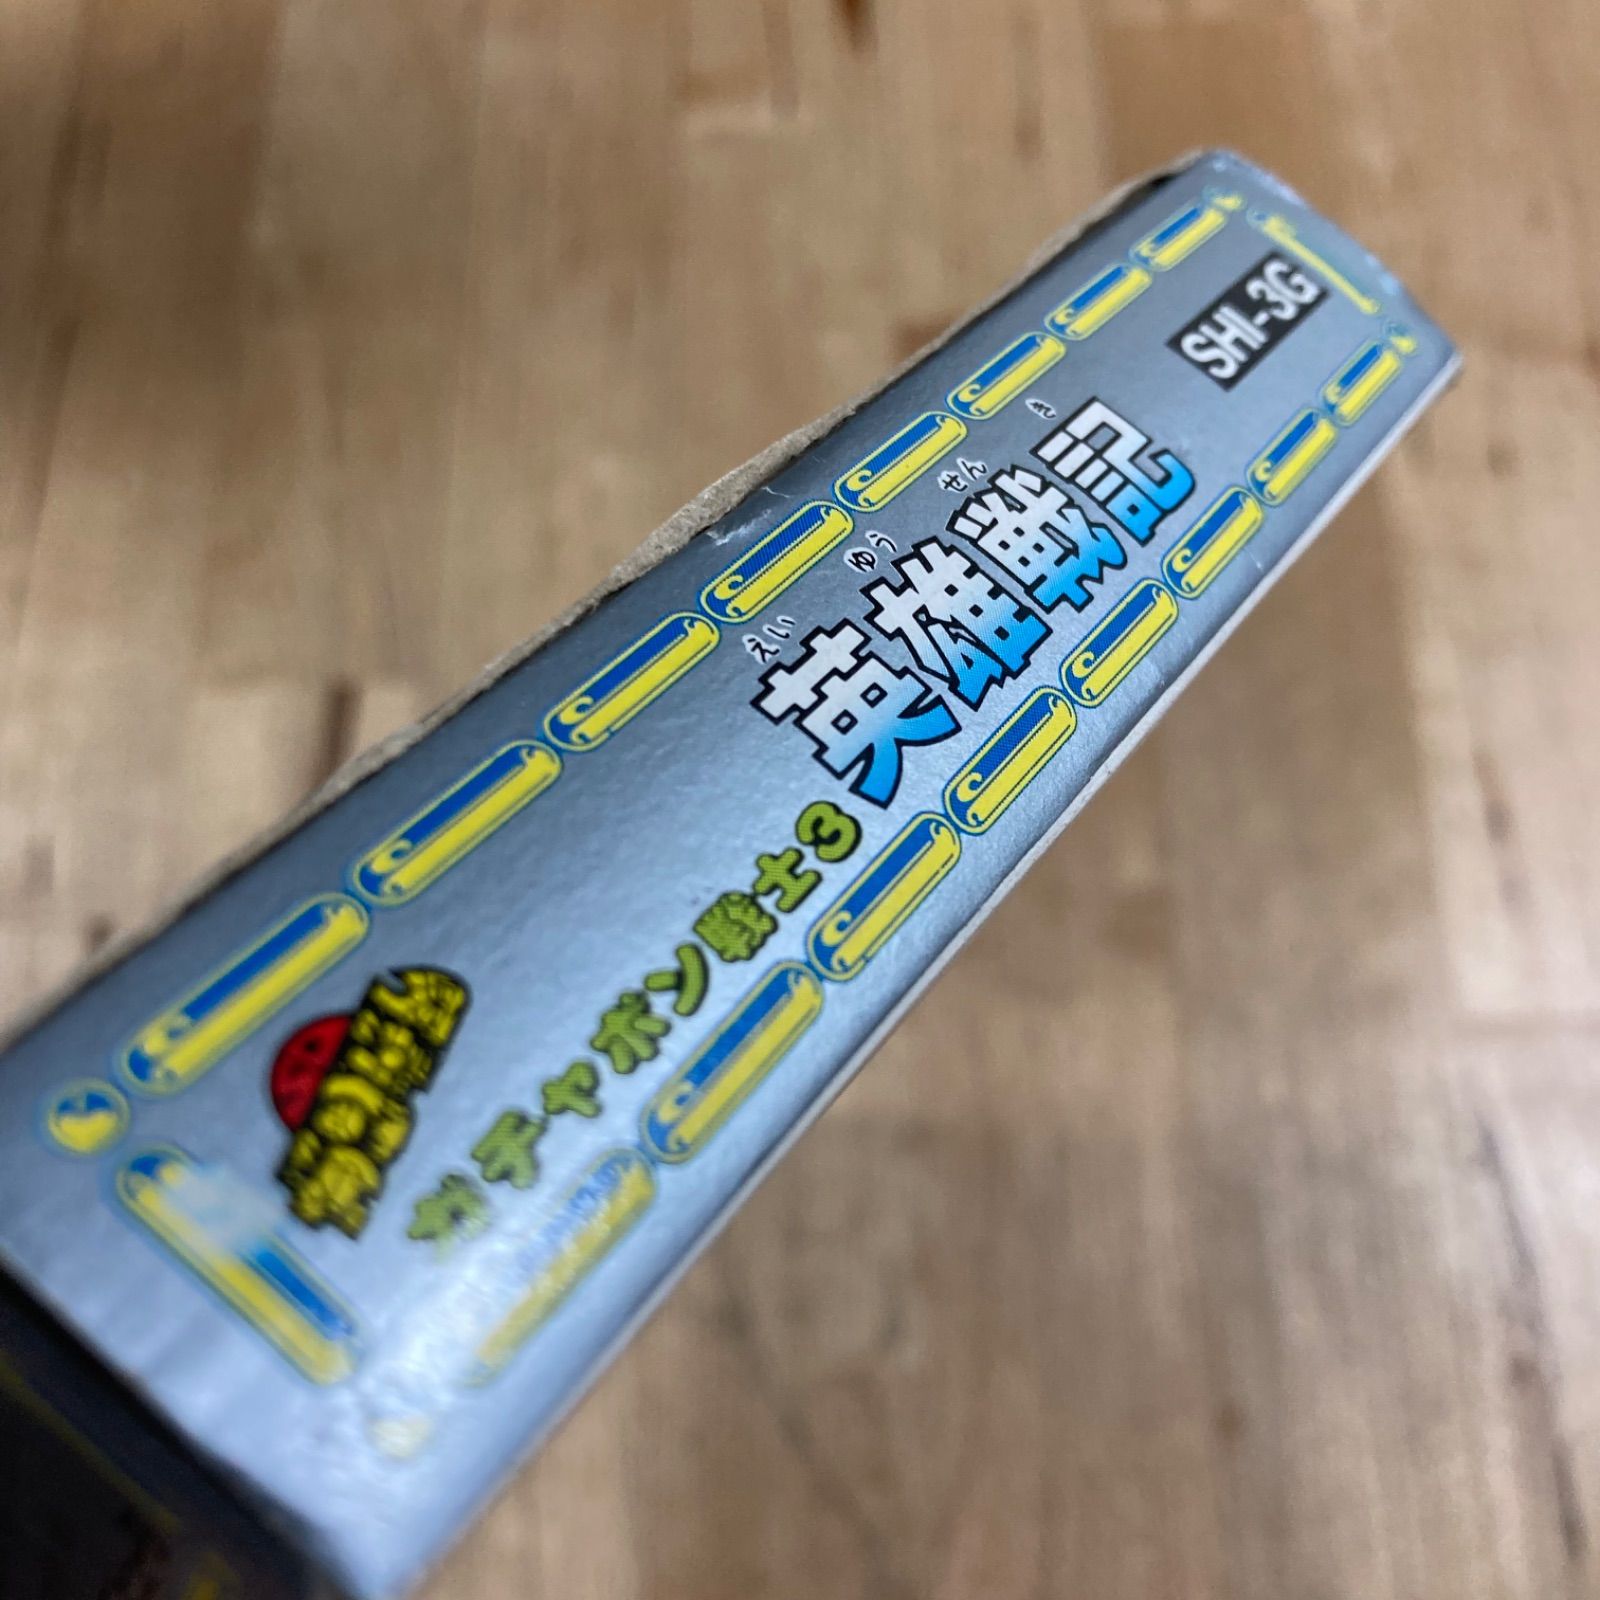 ガチャポン戦士3
えい ゆう せん き
英雄戦記
SHI-3G